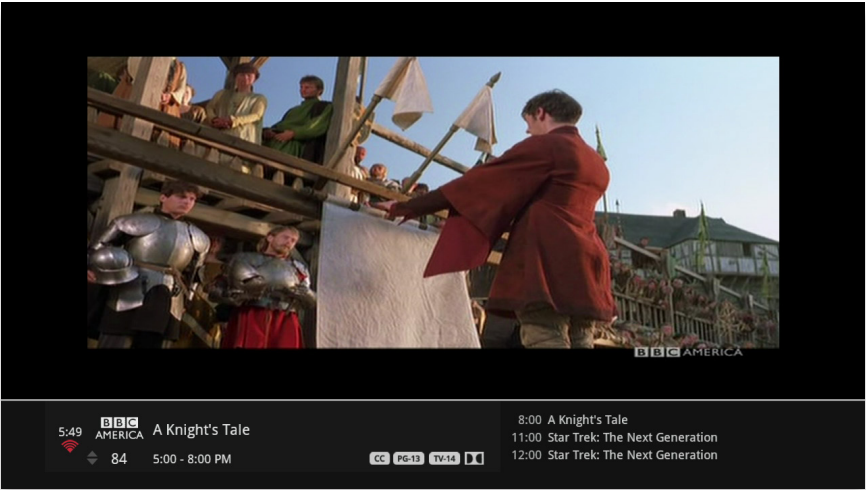 BBC AMERICA
5:49
BBC
AMERICA
A Knight's Tale
84
5:00 - 8:00 PM
CC
PG-13
TV-14
8:00 A Knight's Tale
11:00 Star Trek: The Next Generation
12:00 Star Trek: The Next Generation